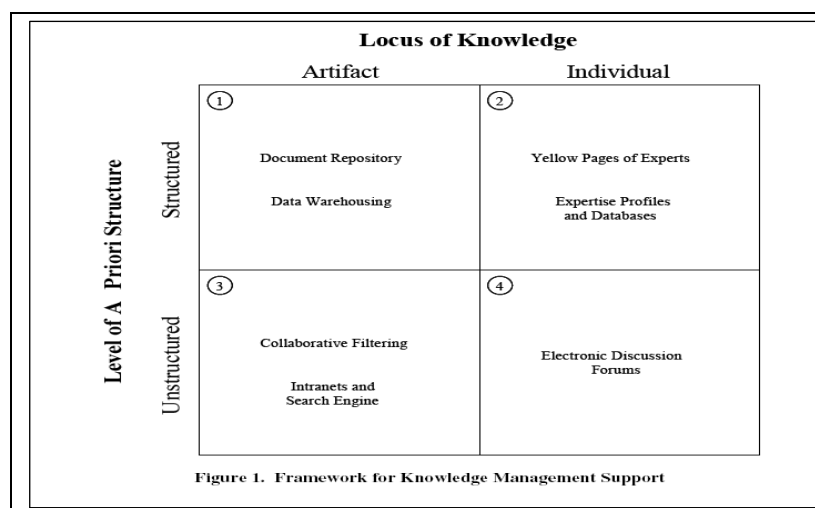 Locus of Knowledge
Artifact
Individual
Level of A Priori Structure
Structured
1
Document Repository
Data Warehousing
2
Yellow Pages of Experts
Expertise Profiles
and Databases
Unstructured
3
Collaborative Filtering
Intranets and
Search Engine
4
Electronic Discussion
Forums
Figure 1. Framework for Knowledge Management Support